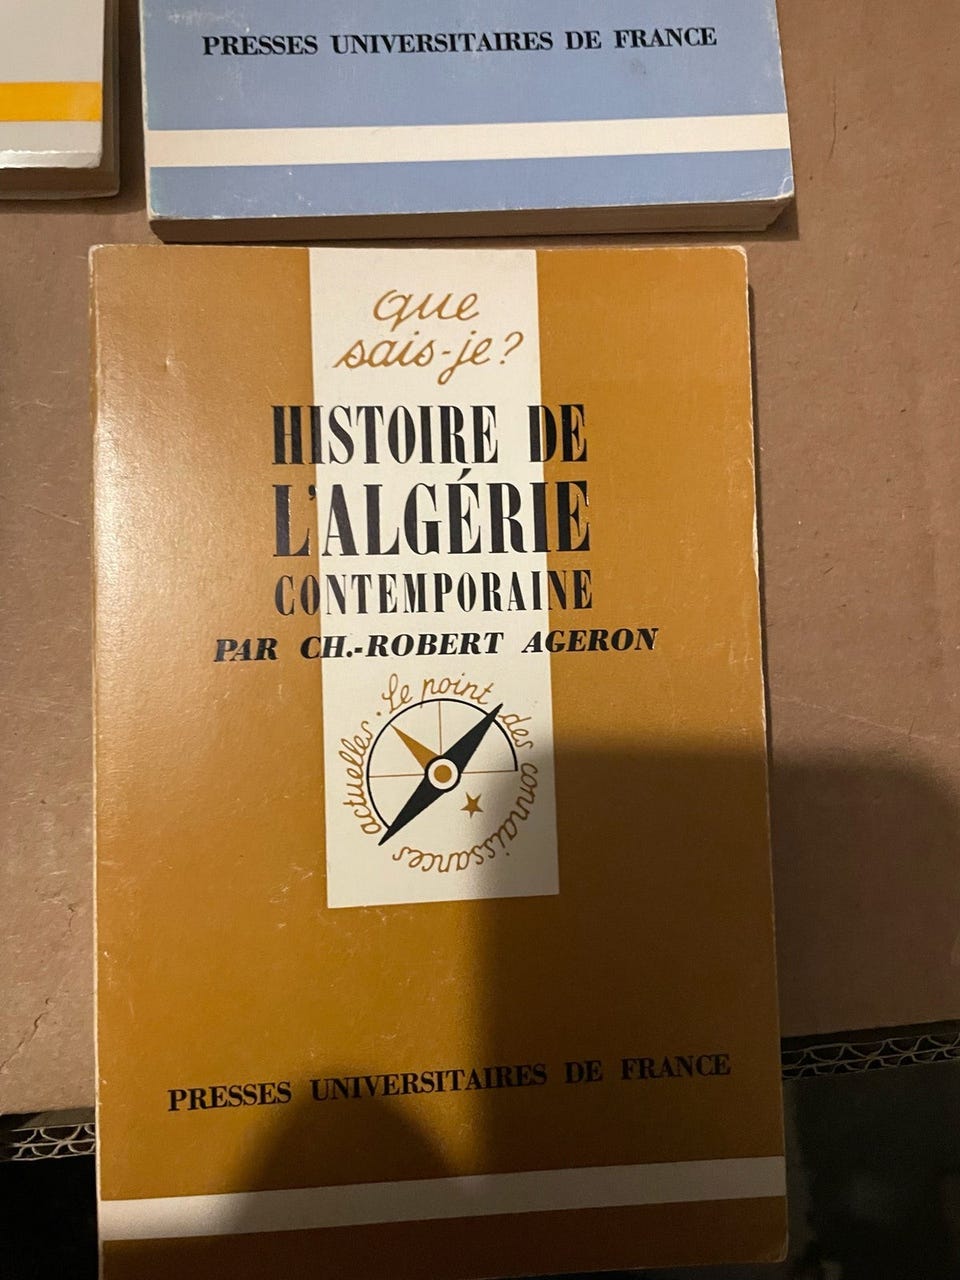 PRESSES UNIVERSITAIRES DE FRANCE
que
sais-je?
HISTOIRE DE
L'ALGÉRIE
CONTEMPORAINE
PAR CH.-ROBERT AGERON
Le point des connaissances actuelles.
PRESSES UNIVERSITAIRES DE FRANCE